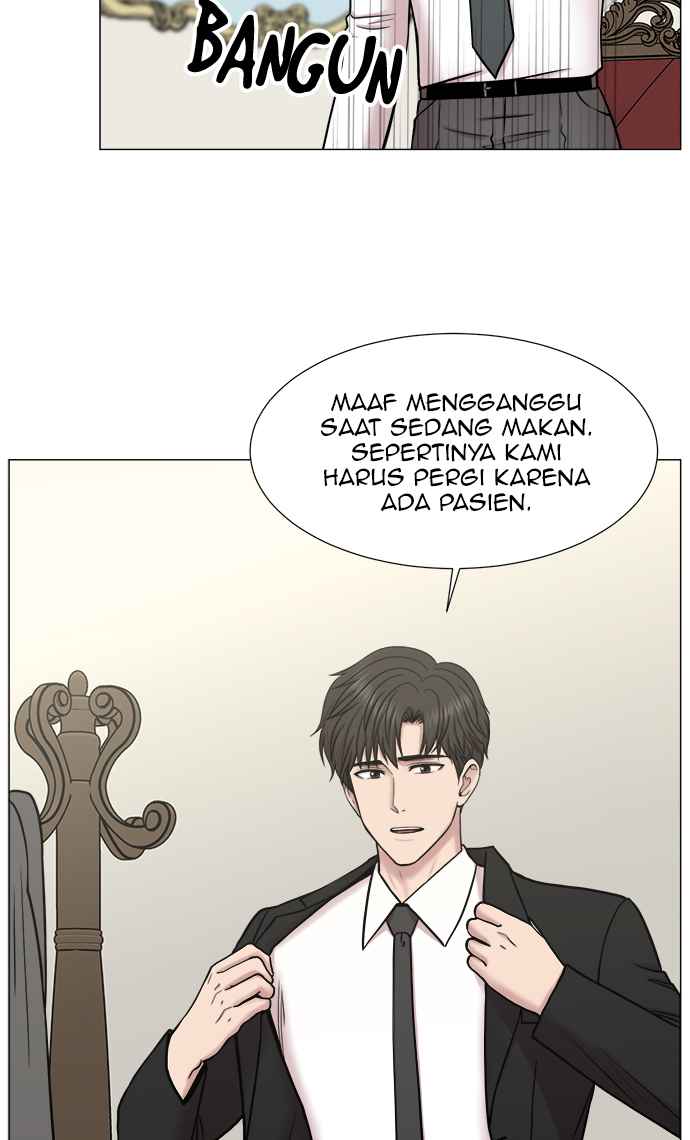 BANGUN
MAAF MENGGANGGU
SAAT SEDANG MAKAN.
SEPERTINYA KAMI
HARUS PERGI KARENA
ADA PASIEN.